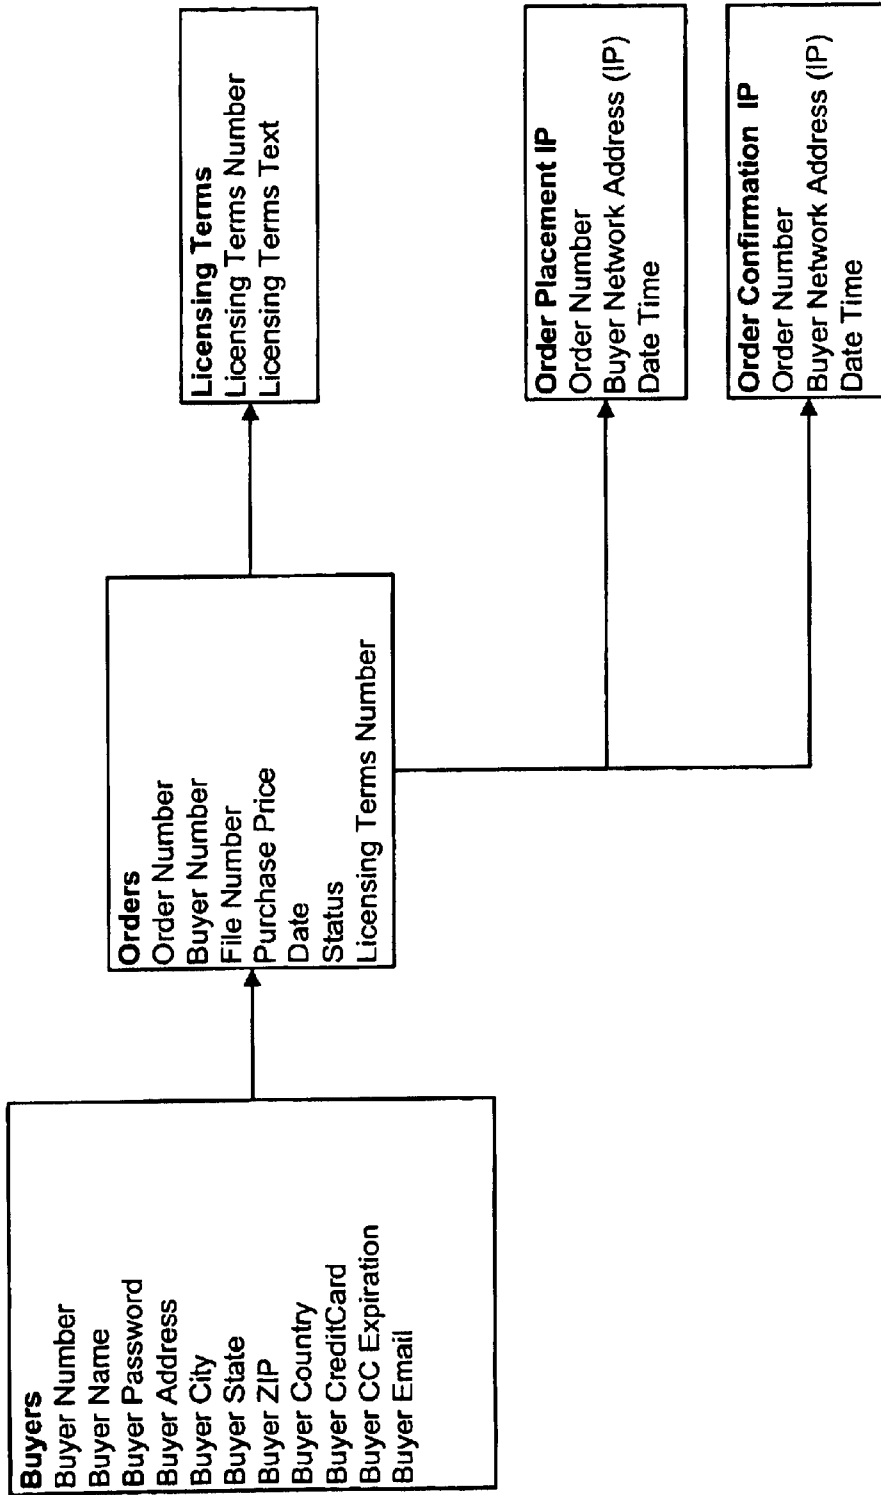 Buyers
Buyer Number
Buyer Name
Buyer Password
Buyer Address
Buyer City
Buyer State
Buyer ZIP
Buyer Country
Buyer CreditCard
Buyer CC Expiration
Buyer Email
Orders
Order Number
Buyer Number
File Number
Purchase Price
Date
Status
Licensing Terms Number
Licensing Terms
Licensing Terms Number
Licensing Terms Text
Order Placement IP
Order Number
Buyer Network Address (IP)
Date Time
Order Confirmation IP
Order Number
Buyer Network Address (IP)
Date Time